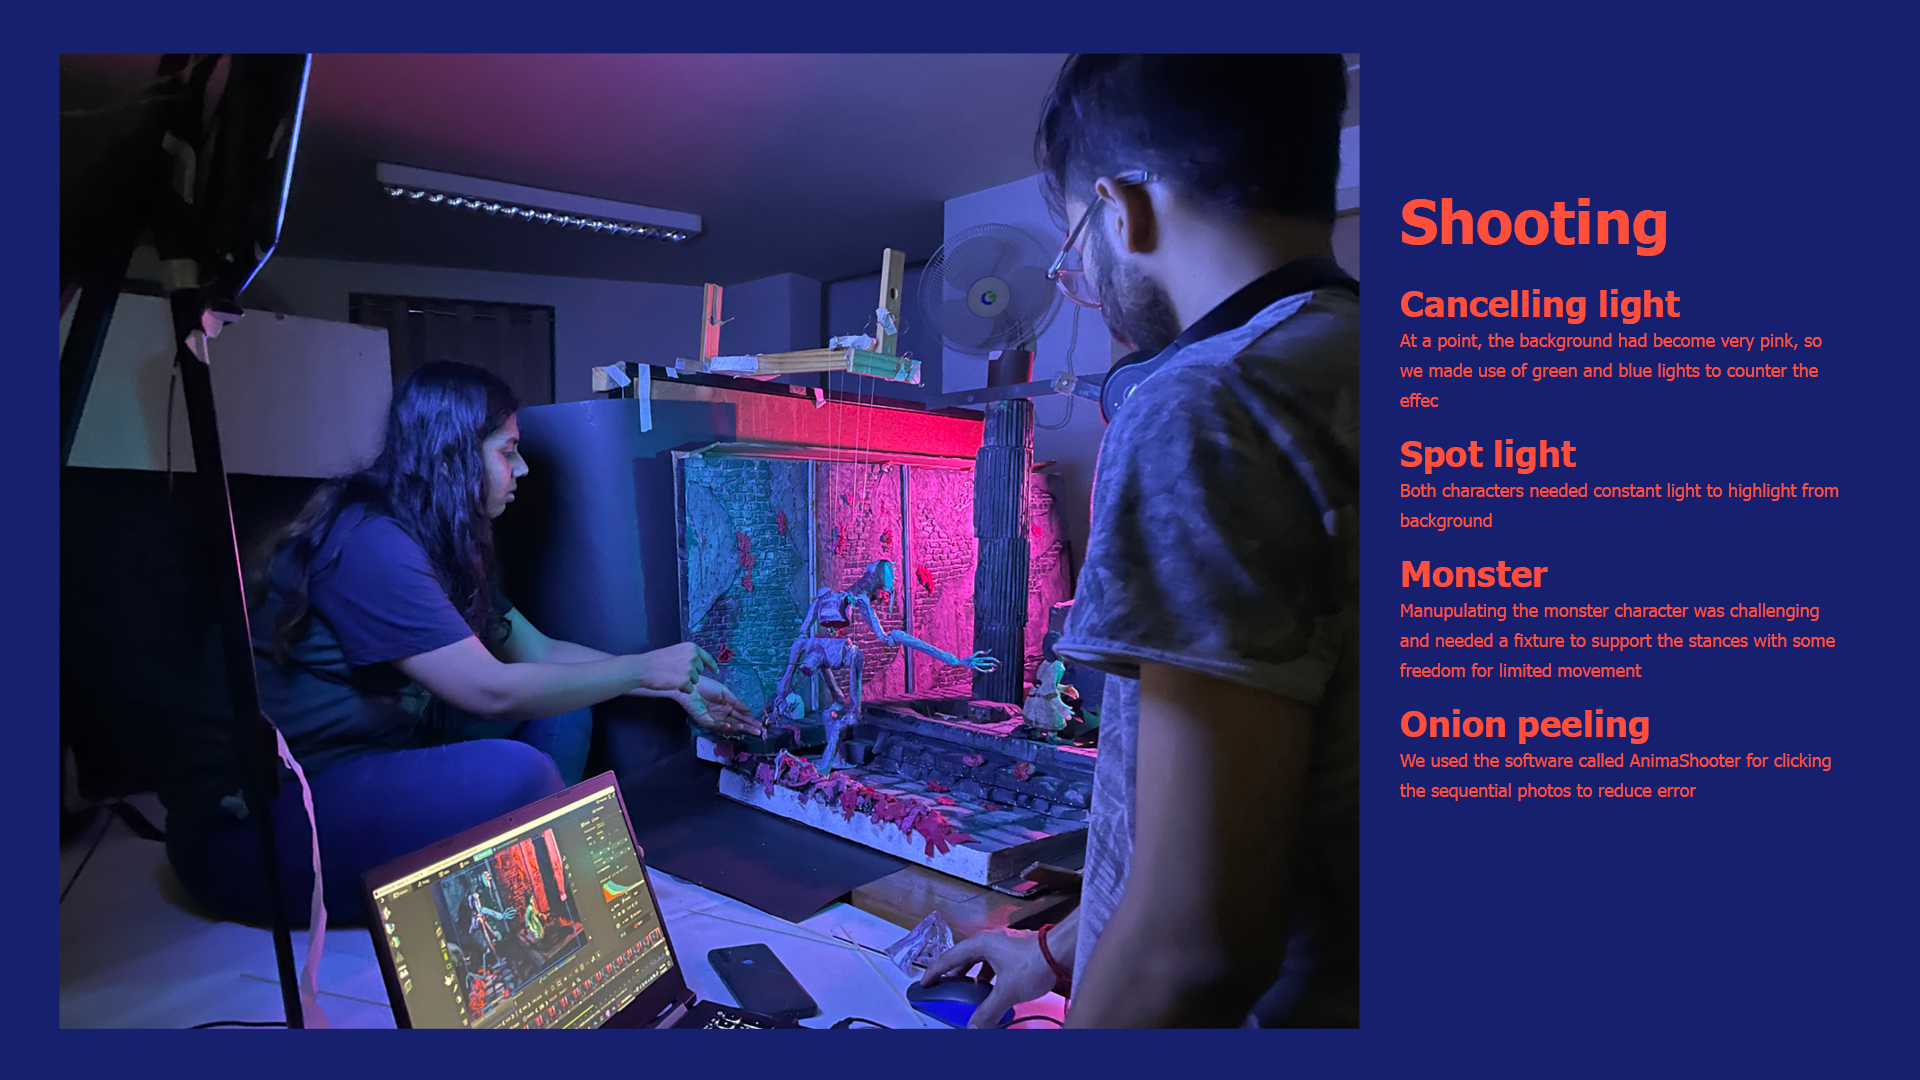 Shooting
Cancelling light
At a point, the background had become very pink, so
we made use of green and blue lights to counter the
effec
Spot light
Both characters needed constant light to highlight from
background
Monster
Manupulating the monster character was challenging
and needed a fixture to support the stances with some
freedom for limited movement
Onion peeling
We used the software called AnimaShooter for clicking
the sequential photos to reduce error